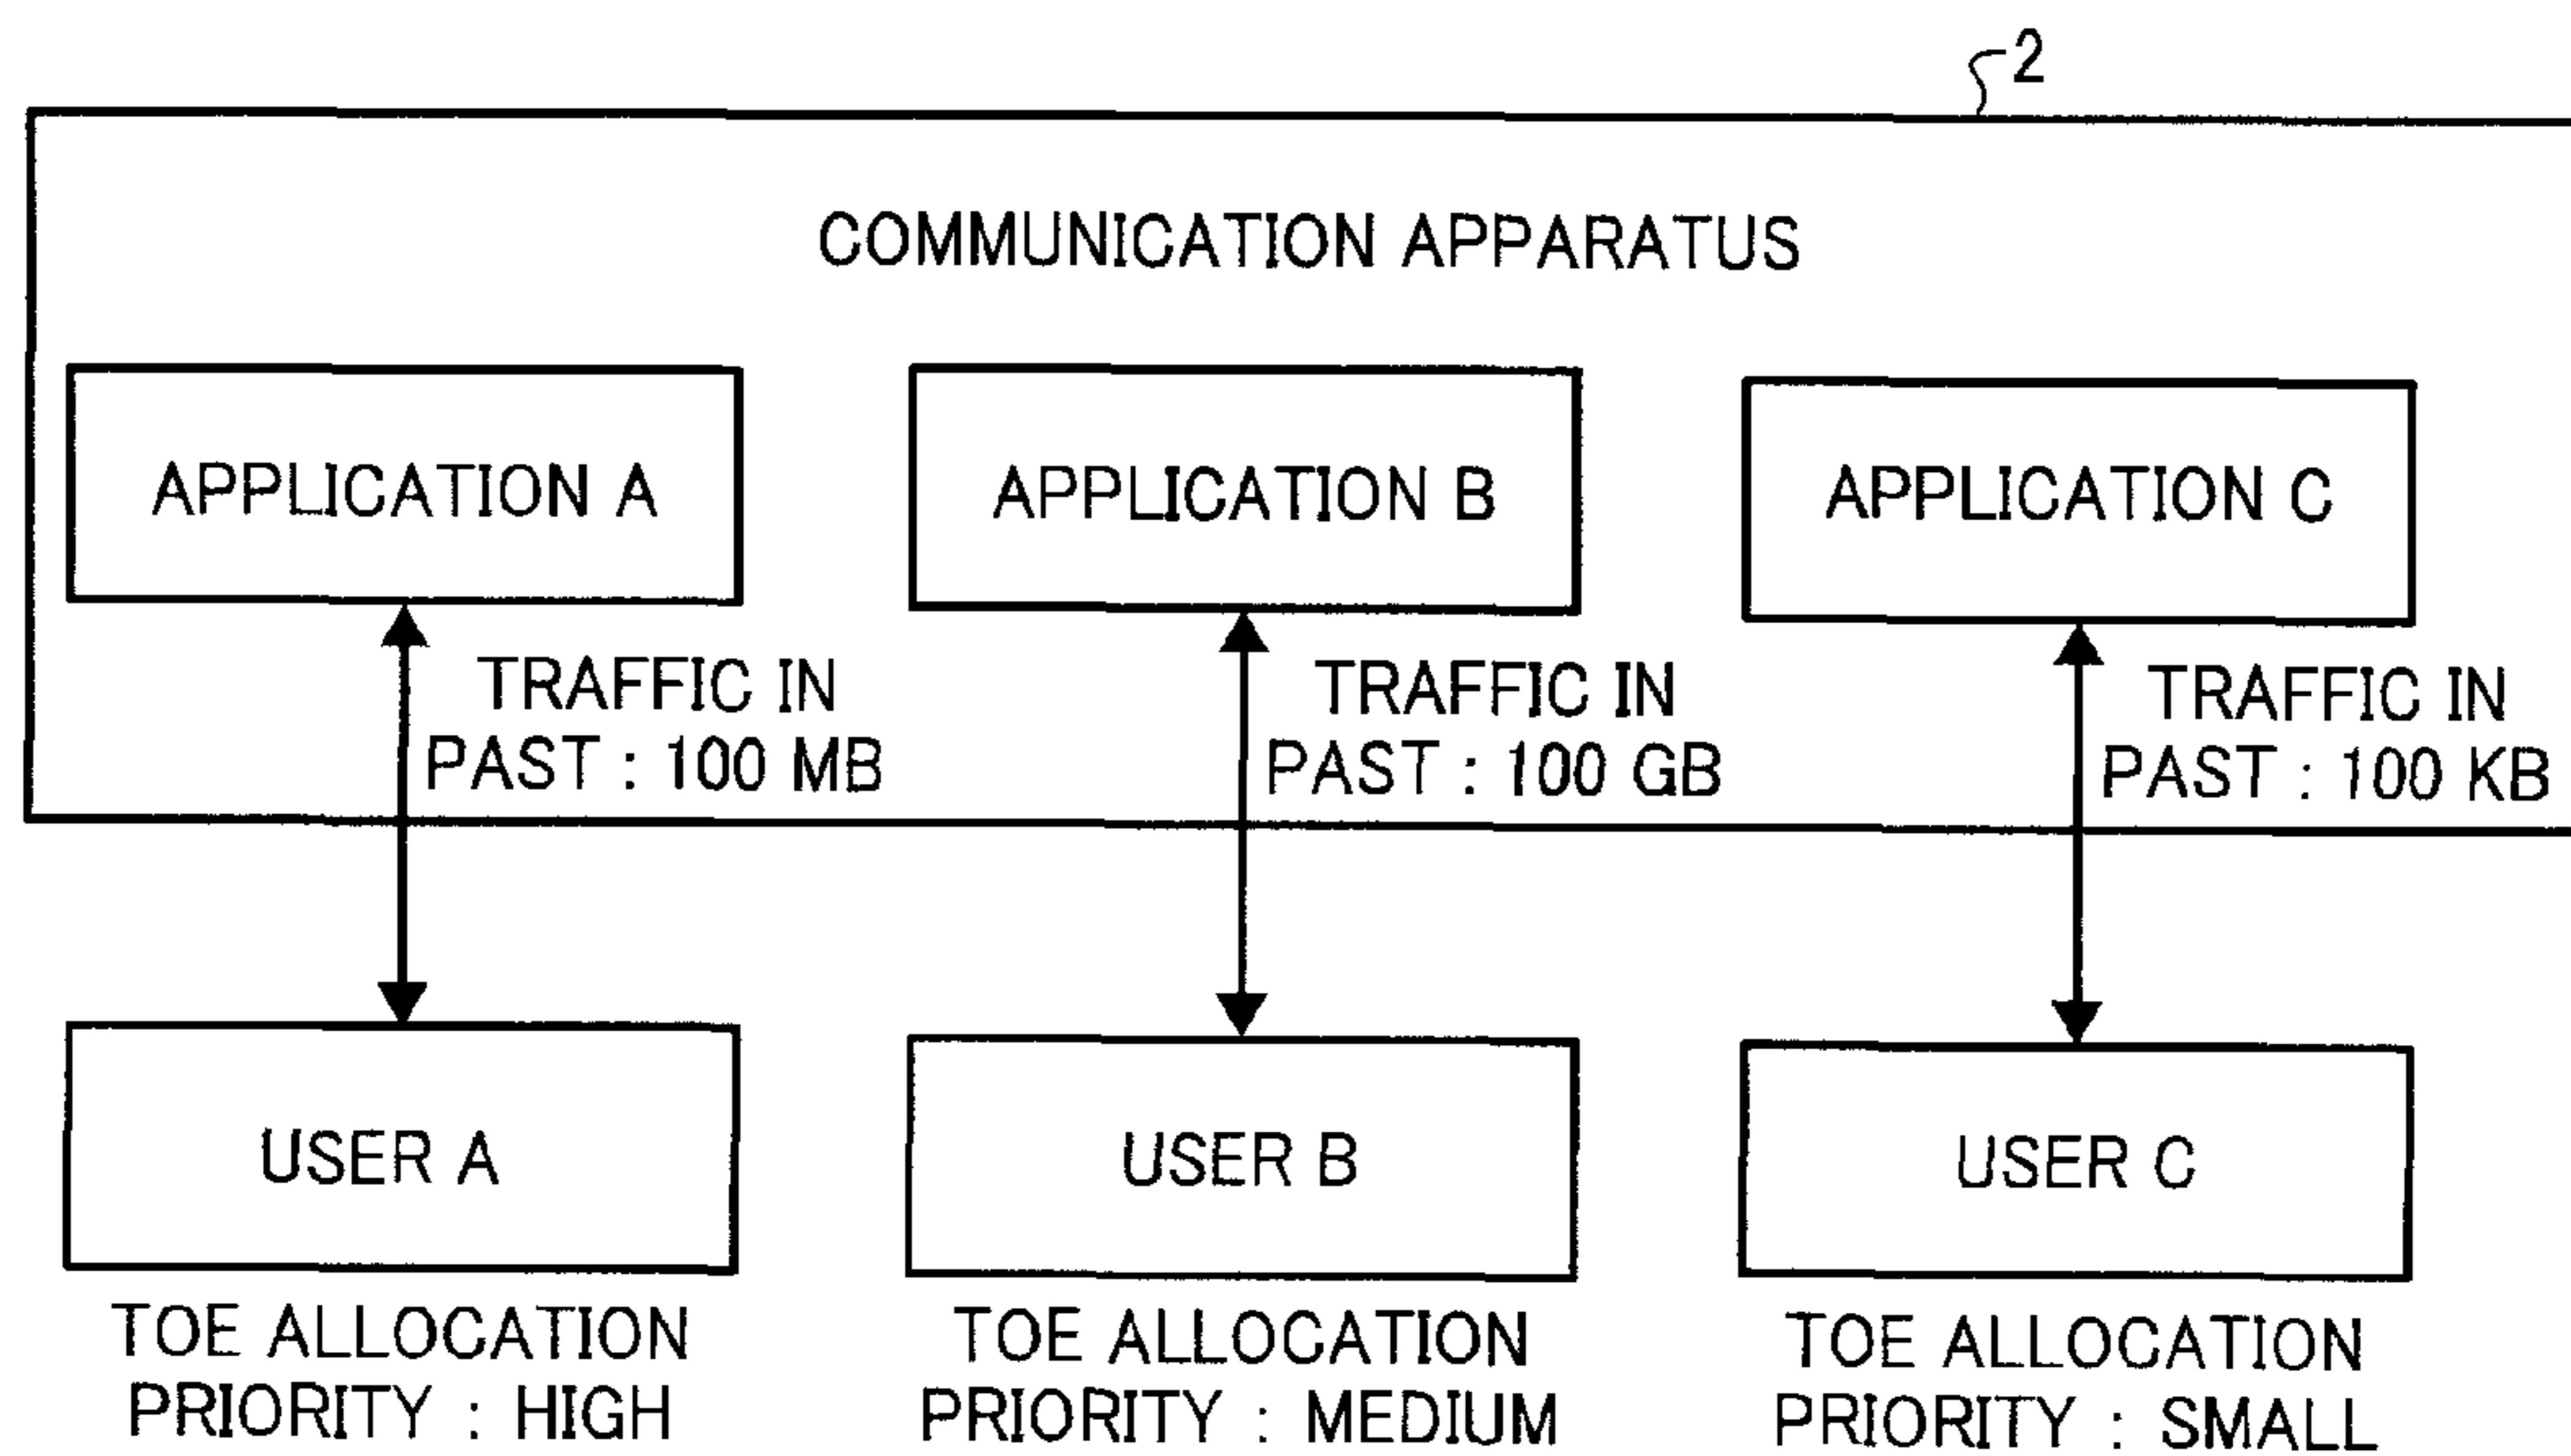 2
COMMUNICATION APPARATUS
APPLICATION A
APPLICATION B
APPLICATION C
TRAFFIC IN
PAST : 100 MB
TRAFFIC IN
PAST : 100 GB
TRAFFIC IN
PAST : 100 KB
USER A
USER B
USER C
TOE ALLOCATION
PRIORITY : HIGH
TOE ALLOCATION
PRIORITY : MEDIUM
TOE ALLOCATION
PRIORITY : SMALL